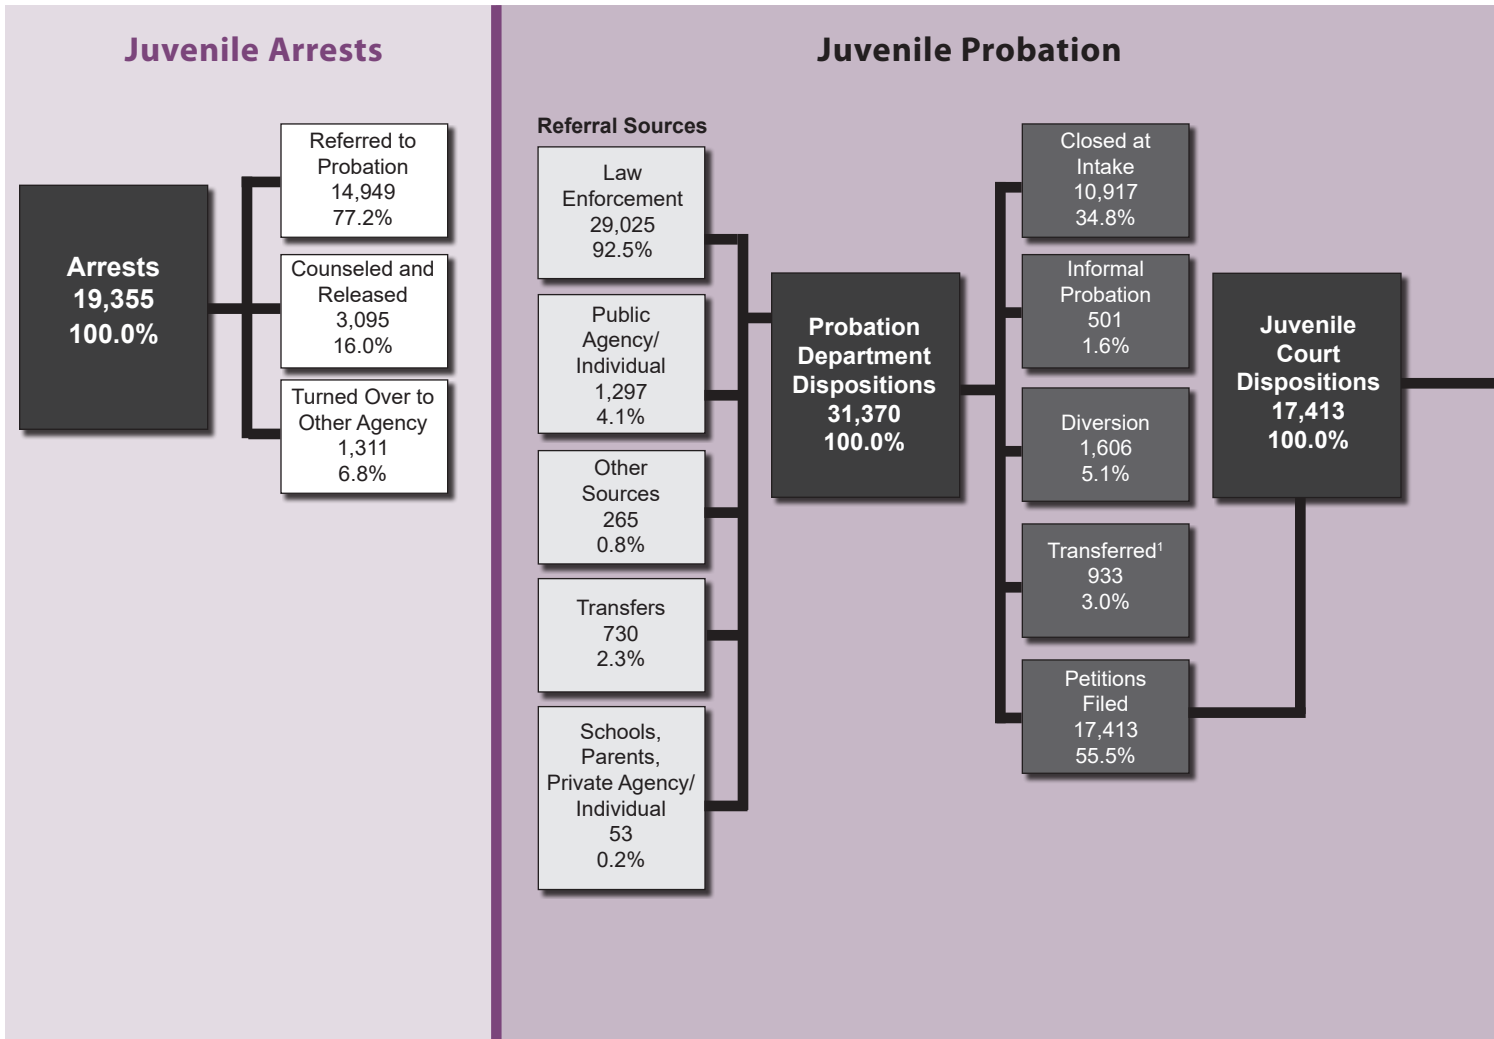 Juvenile Arrests
Arrests
19,355
100.0%
Referred to
Probation
14,949
77.2%
Counseled and
Released
3,095
16.0%
Turned Over to
Other Agency
1,311
6.8%
Juvenile Probation
Referral Sources
Law
Enforcement
29,025
92.5%
Public
Agency/
Individual
1,297
4.1%
Other
Sources
265
0.8%
Transfers
730
2.3%
Schools,
Parents,
Private Agency/
Individual
53
0.2%
Probation
Department
Dispositions
31,370
100.0%
Closed at
Intake
10,917
34.8%
Informal
Probation
501
1.6%
Diversion
1,606
5.1%
Transferred¹
933
3.0%
Petitions
Filed
17,413
55.5%
Juvenile
Court
Dispositions
17,413
100.0%